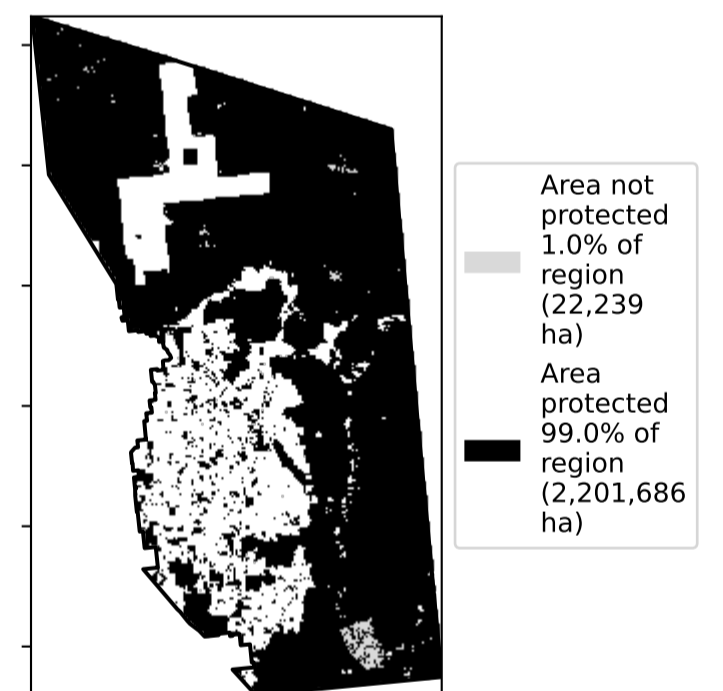 Area not
protected
1.0% of
region
(22,239
ha)
Area
protected
99.0% of
region
(2,201,686
ha)